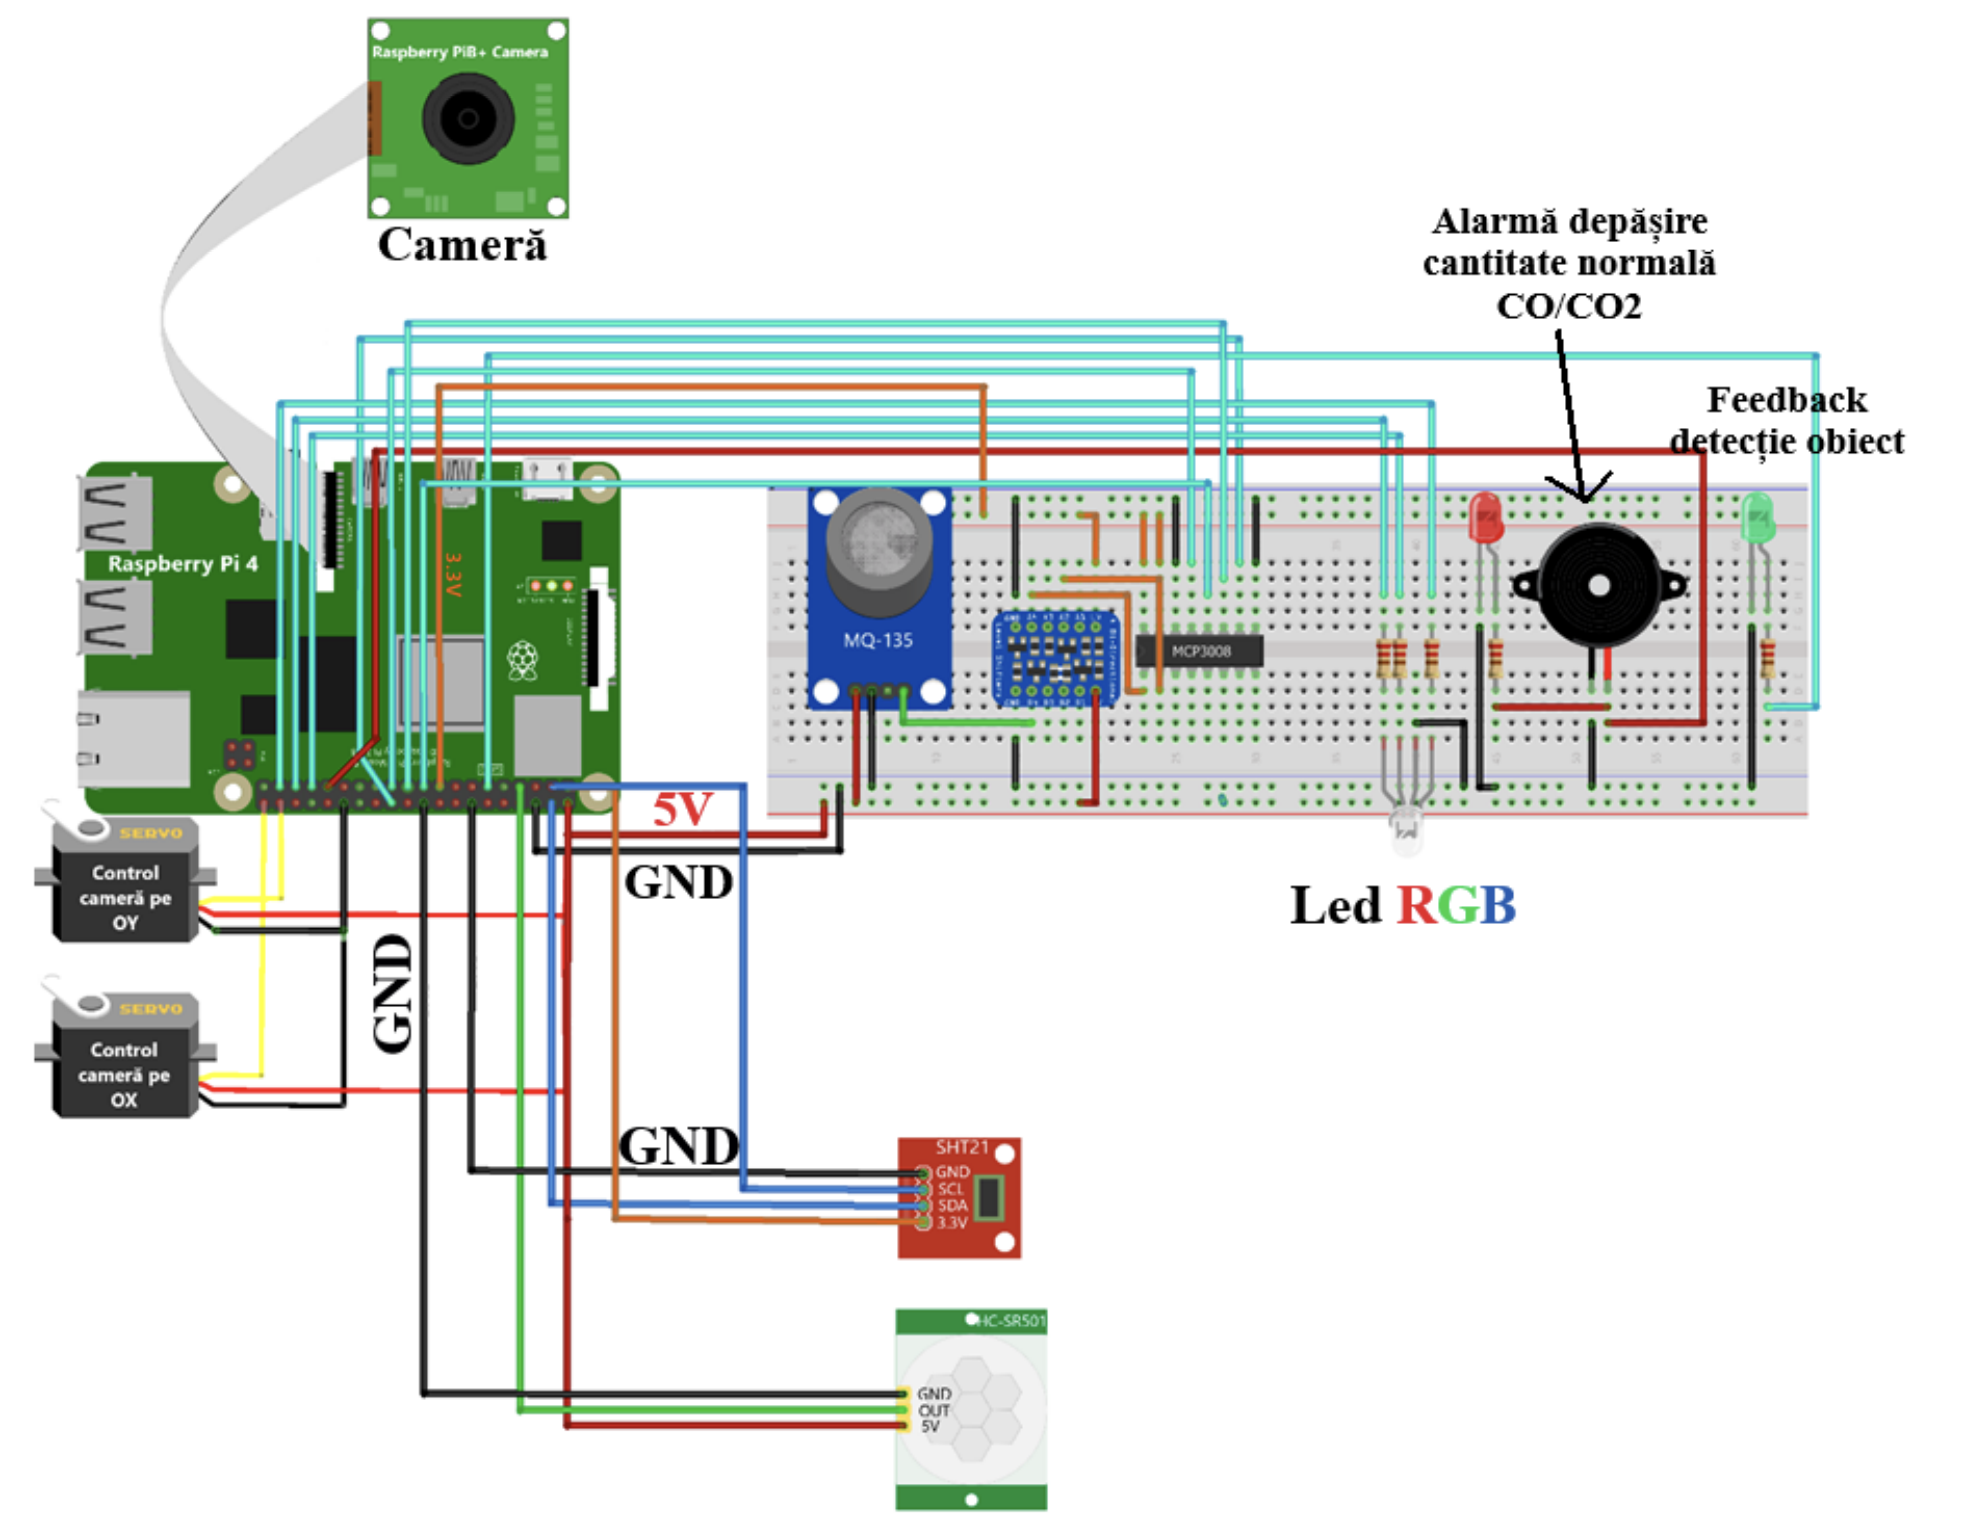 Raspberry PiB+ Camera
Cameră
Alarmă depășire
cantitate normală
CO/CO2
Feedback
detecție obiect
Raspberry Pi 4
3.3V
MQ-135
MCP3008
5V
GND
SERVO
Control
cameră pe
OY
GND
Led RGB
SERVO
Control
cameră pe
OX
GND
SHT21
GND
SCL
SDA
3.3V
HC-SR501
GND
OUT
5V